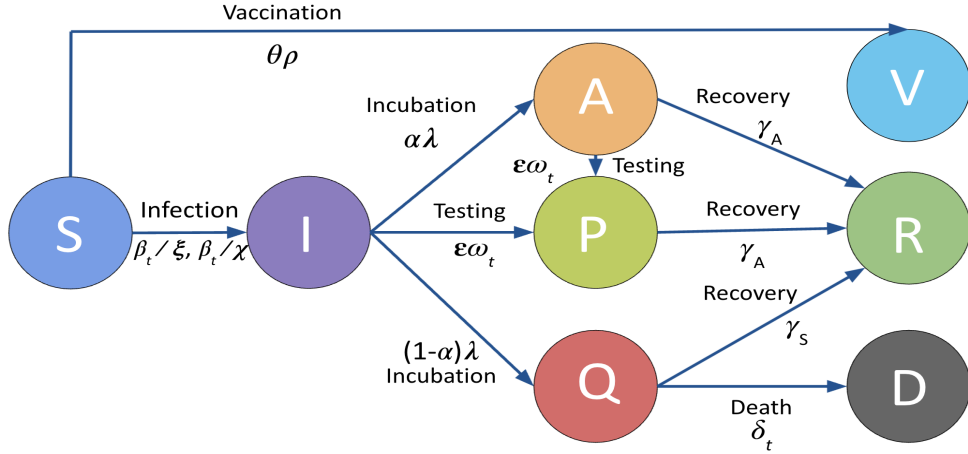 Vaccination
θρ
V
A
Incubation
αλ
Recovery
γA
εωt Testing
S
Infection
βt/ξ, βt/χ
I
Testing
εωt
P
Recovery
γA
R
Recovery
γS
(1-α)λ
Incubation
Q
Death
δt
D